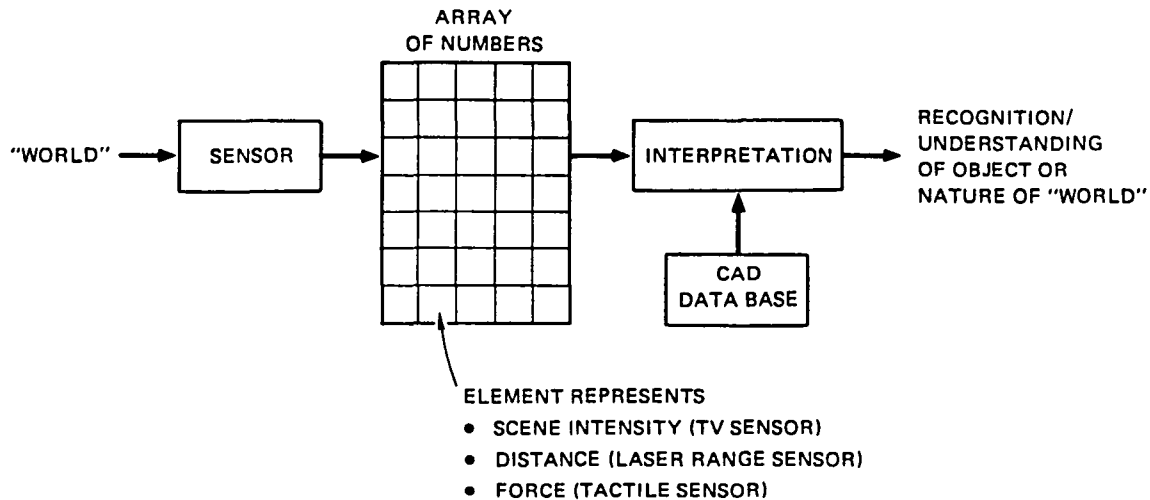 ARRAY
OF NUMBERS
"WORLD"
SENSOR
INTERPRETATION
RECOGNITION/
UNDERSTANDING
OF OBJECT OR
NATURE OF "WORLD"
CAD
DATA BASE
ELEMENT REPRESENTS
• SCENE INTENSITY (TV SENSOR)
• DISTANCE (LASER RANGE SENSOR)
• FORCE (TACTILE SENSOR)